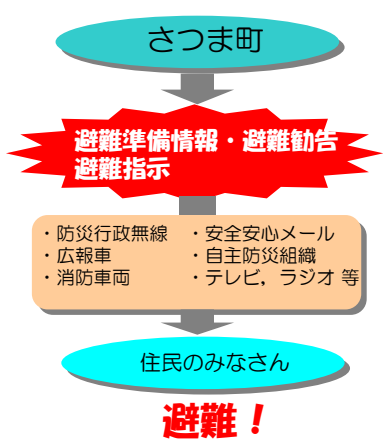 さつま町
避難準備情報・避難勧告
避難指示
・防災行政無線　・安全安心メール
・広報車　・自主防災組織
・消防車両　・テレビ，ラジオ 等
住民のみなさん
避難！